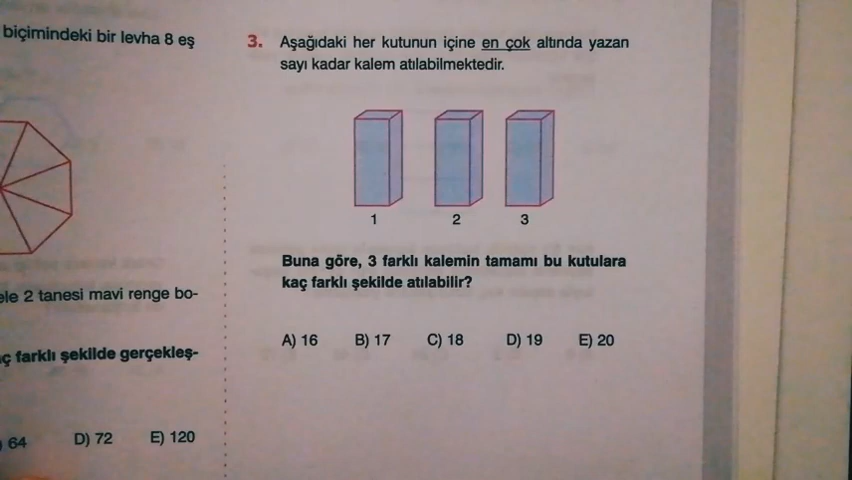 biçimindeki bir levha 8 eş
2 tanesi mavi renge bo-
farklı şekilde gerçekleş-
64 D) 72 E) 120
3. Aşağıdaki her kutunun içine en çok altında yazan
sayı kadar kalem atılabilmektedir.
1 2 3
Buna göre, 3 farklı kalemin tamamı bu kutulara
kaç farklı şekilde atılabilir?
A) 16 B) 17 C) 18 D) 19 E) 20